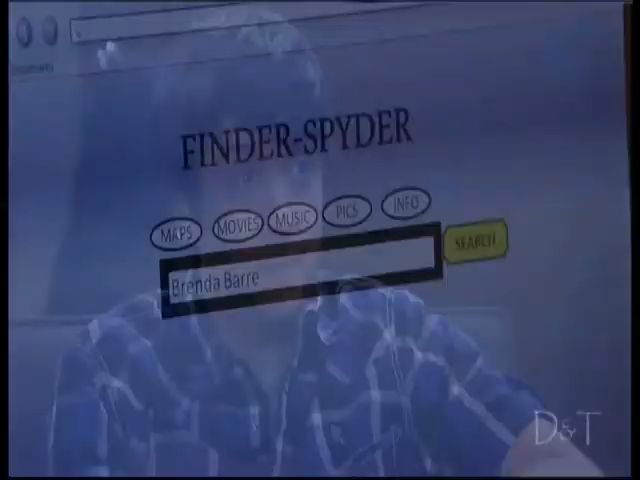 FINDER-SPYDER
MAPS MOVIES MUSIC PICS INFO
Brenda Barre SEARCH
D&T